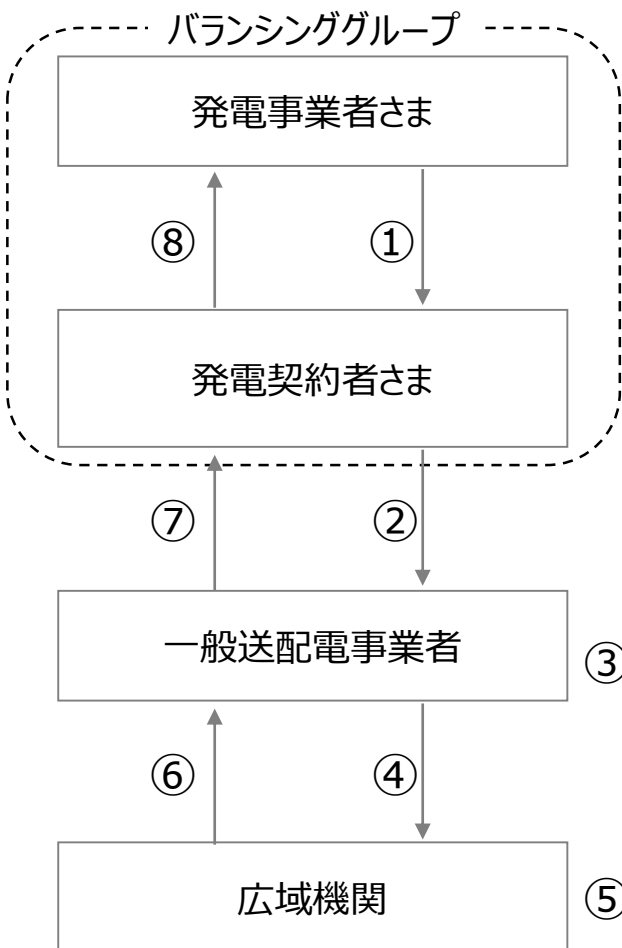 バランシンググループ
発電事業者さま
⑧ ①
発電契約者さま
⑦ ②
一般送配電事業者
③
⑥ ④
広域機関
⑤